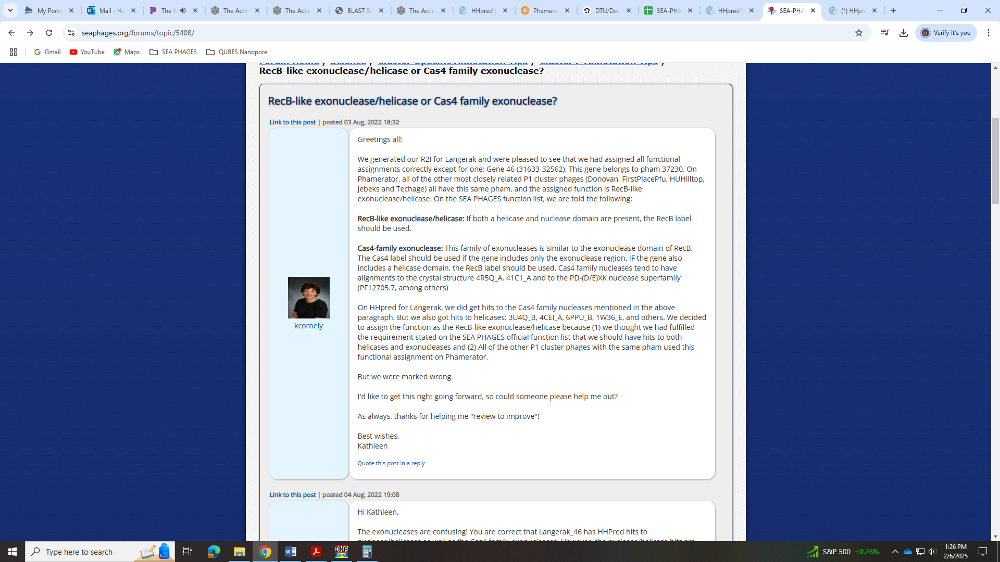 My Porta
Mail - Ho
The M
The Actin
The Actin
BLAST Se
The Actin
HHpred
Phamera
DTU/Dee
SEA-PHA
HHpred
SEA-PHA
(*) HHpre
seaphages.org/forums/topic/5408/
Verify it's you
Gmail
YouTube
Maps
SEA PHAGES
QUBES Nanopore
Forum Home / Science / Cluster-Specific Annotation Tips / Cluster P Annotation Tips /
RecB-like exonuclease/helicase or Cas4 family exonuclease?
RecB-like exonuclease/helicase or Cas4 family exonuclease?
Link to this post | posted 03 Aug, 2022 18:32
kcornely
Greetings all!
We generated our R2I for Langerak and were pleased to see that we had assigned all functional
assignments correctly except for one: Gene 46 (31633-32562). This gene belongs to pham 37230. On
Phamerator, all of the other most closely related P1 cluster phages (Donovan, FirstPlacePfu, HUHilltop,
Jebeks and Techage) all have this same pham, and the assigned function is RecB-like
exonuclease/helicase. On the SEA PHAGES function list, we are told the following:
RecB-like exonuclease/helicase: If both a helicase and nuclease domain are present, the RecB label
should be used.
Cas4-family exonuclease: This family of exonucleases is similar to the exonuclease domain of RecB.
The Cas4 label should be used if the gene includes only the exonuclease region. IF the gene also
includes a helicase domain, the RecB label should be used. Cas4 family nucleases tend to have
alignments to the crystal structure 4R5Q_A, 41C1_A and to the PD-(D/E)XK nuclease superfamily
(PF12705.7, among others)
On HHpred for Langerak, we did get hits to the Cas4 family nucleases mentioned in the above
paragraph. But we also got hits to helicases: 3U4Q_B, 4CEI_A, 6PPU_B, 1W36_E, and others. We decided
to assign the function as the RecB-like exonuclease/helicase because (1) we thought we had fulfilled
the requirement stated on the SEA PHAGES official function list that we should have hits to both
helicases and exonucleases and (2) All of the other P1 cluster phages with the same pham used this
functional assignment on Phamerator.
But we were marked wrong.
I'd like to get this right going forward, so could someone please help me out?
As always, thanks for helping me "review to improve"!
Best wishes,
Kathleen
Quote this post in a reply
Link to this post | posted 04 Aug, 2022 19:08
Hi Kathleen,
The exonucleases are confusing! You are correct that Langerak_46 has HHPred hits to
nuclease/helicases as well as the Cas4 family exonucleases. However, the nuclease/helicase hits are
Type here to search
DNA
S&P 500 +0.26%
1:26 PM
2/6/2025